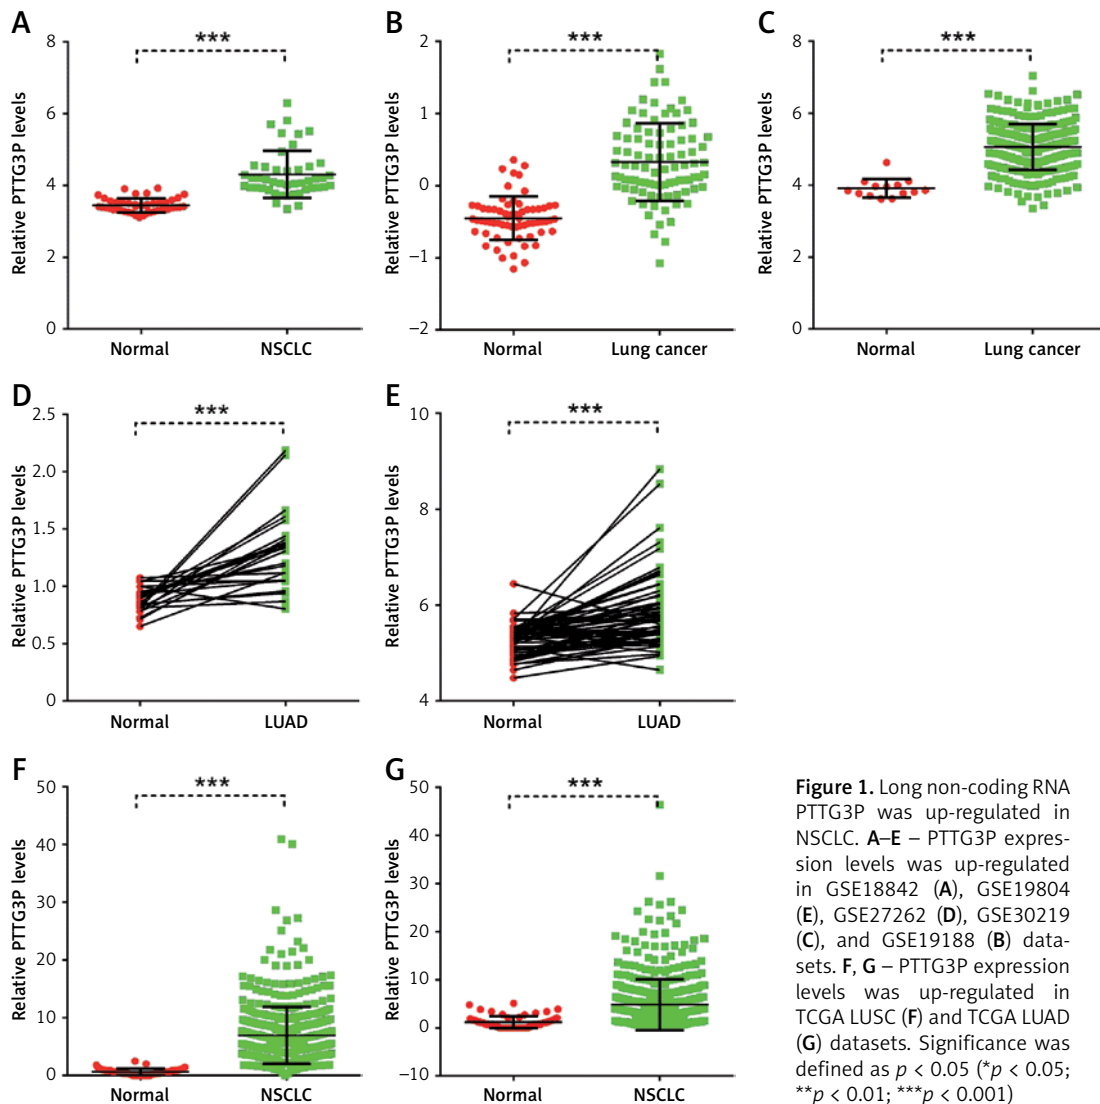 A
***
Relative PTTG3P levels
8
6
4
2
0
Normal NSCLC
B
***
Relative PTTG3P levels
2
1
0
−1
−2
Normal Lung cancer
C
***
Relative PTTG3P levels
8
6
4
2
0
Normal Lung cancer
D
***
Relative PTTG3P levels
2.5
2.0
1.5
1.0
0.5
0
Normal LUAD
E
***
Relative PTTG3P levels
10
8
6
4
Normal LUAD
F
***
Relative PTTG3P levels
50
40
30
20
10
0
Normal NSCLC
G
***
Relative PTTG3P levels
50
40
30
20
10
0
−10
Normal NSCLC
Figure 1. Long non-coding RNA
PTTG3P was up-regulated in
NSCLC. A–E – PTTG3P expres-
sion levels was up-regulated
in GSE18842 (A), GSE19804
(E), GSE27262 (D), GSE30219
(C), and GSE19188 (B) data-
sets. F, G – PTTG3P expression
levels was up-regulated in
TCGA LUSC (F) and TCGA LUAD
(G) datasets. Significance was
defined as p < 0.05 (*p < 0.05;
**p < 0.01; ***p < 0.001)